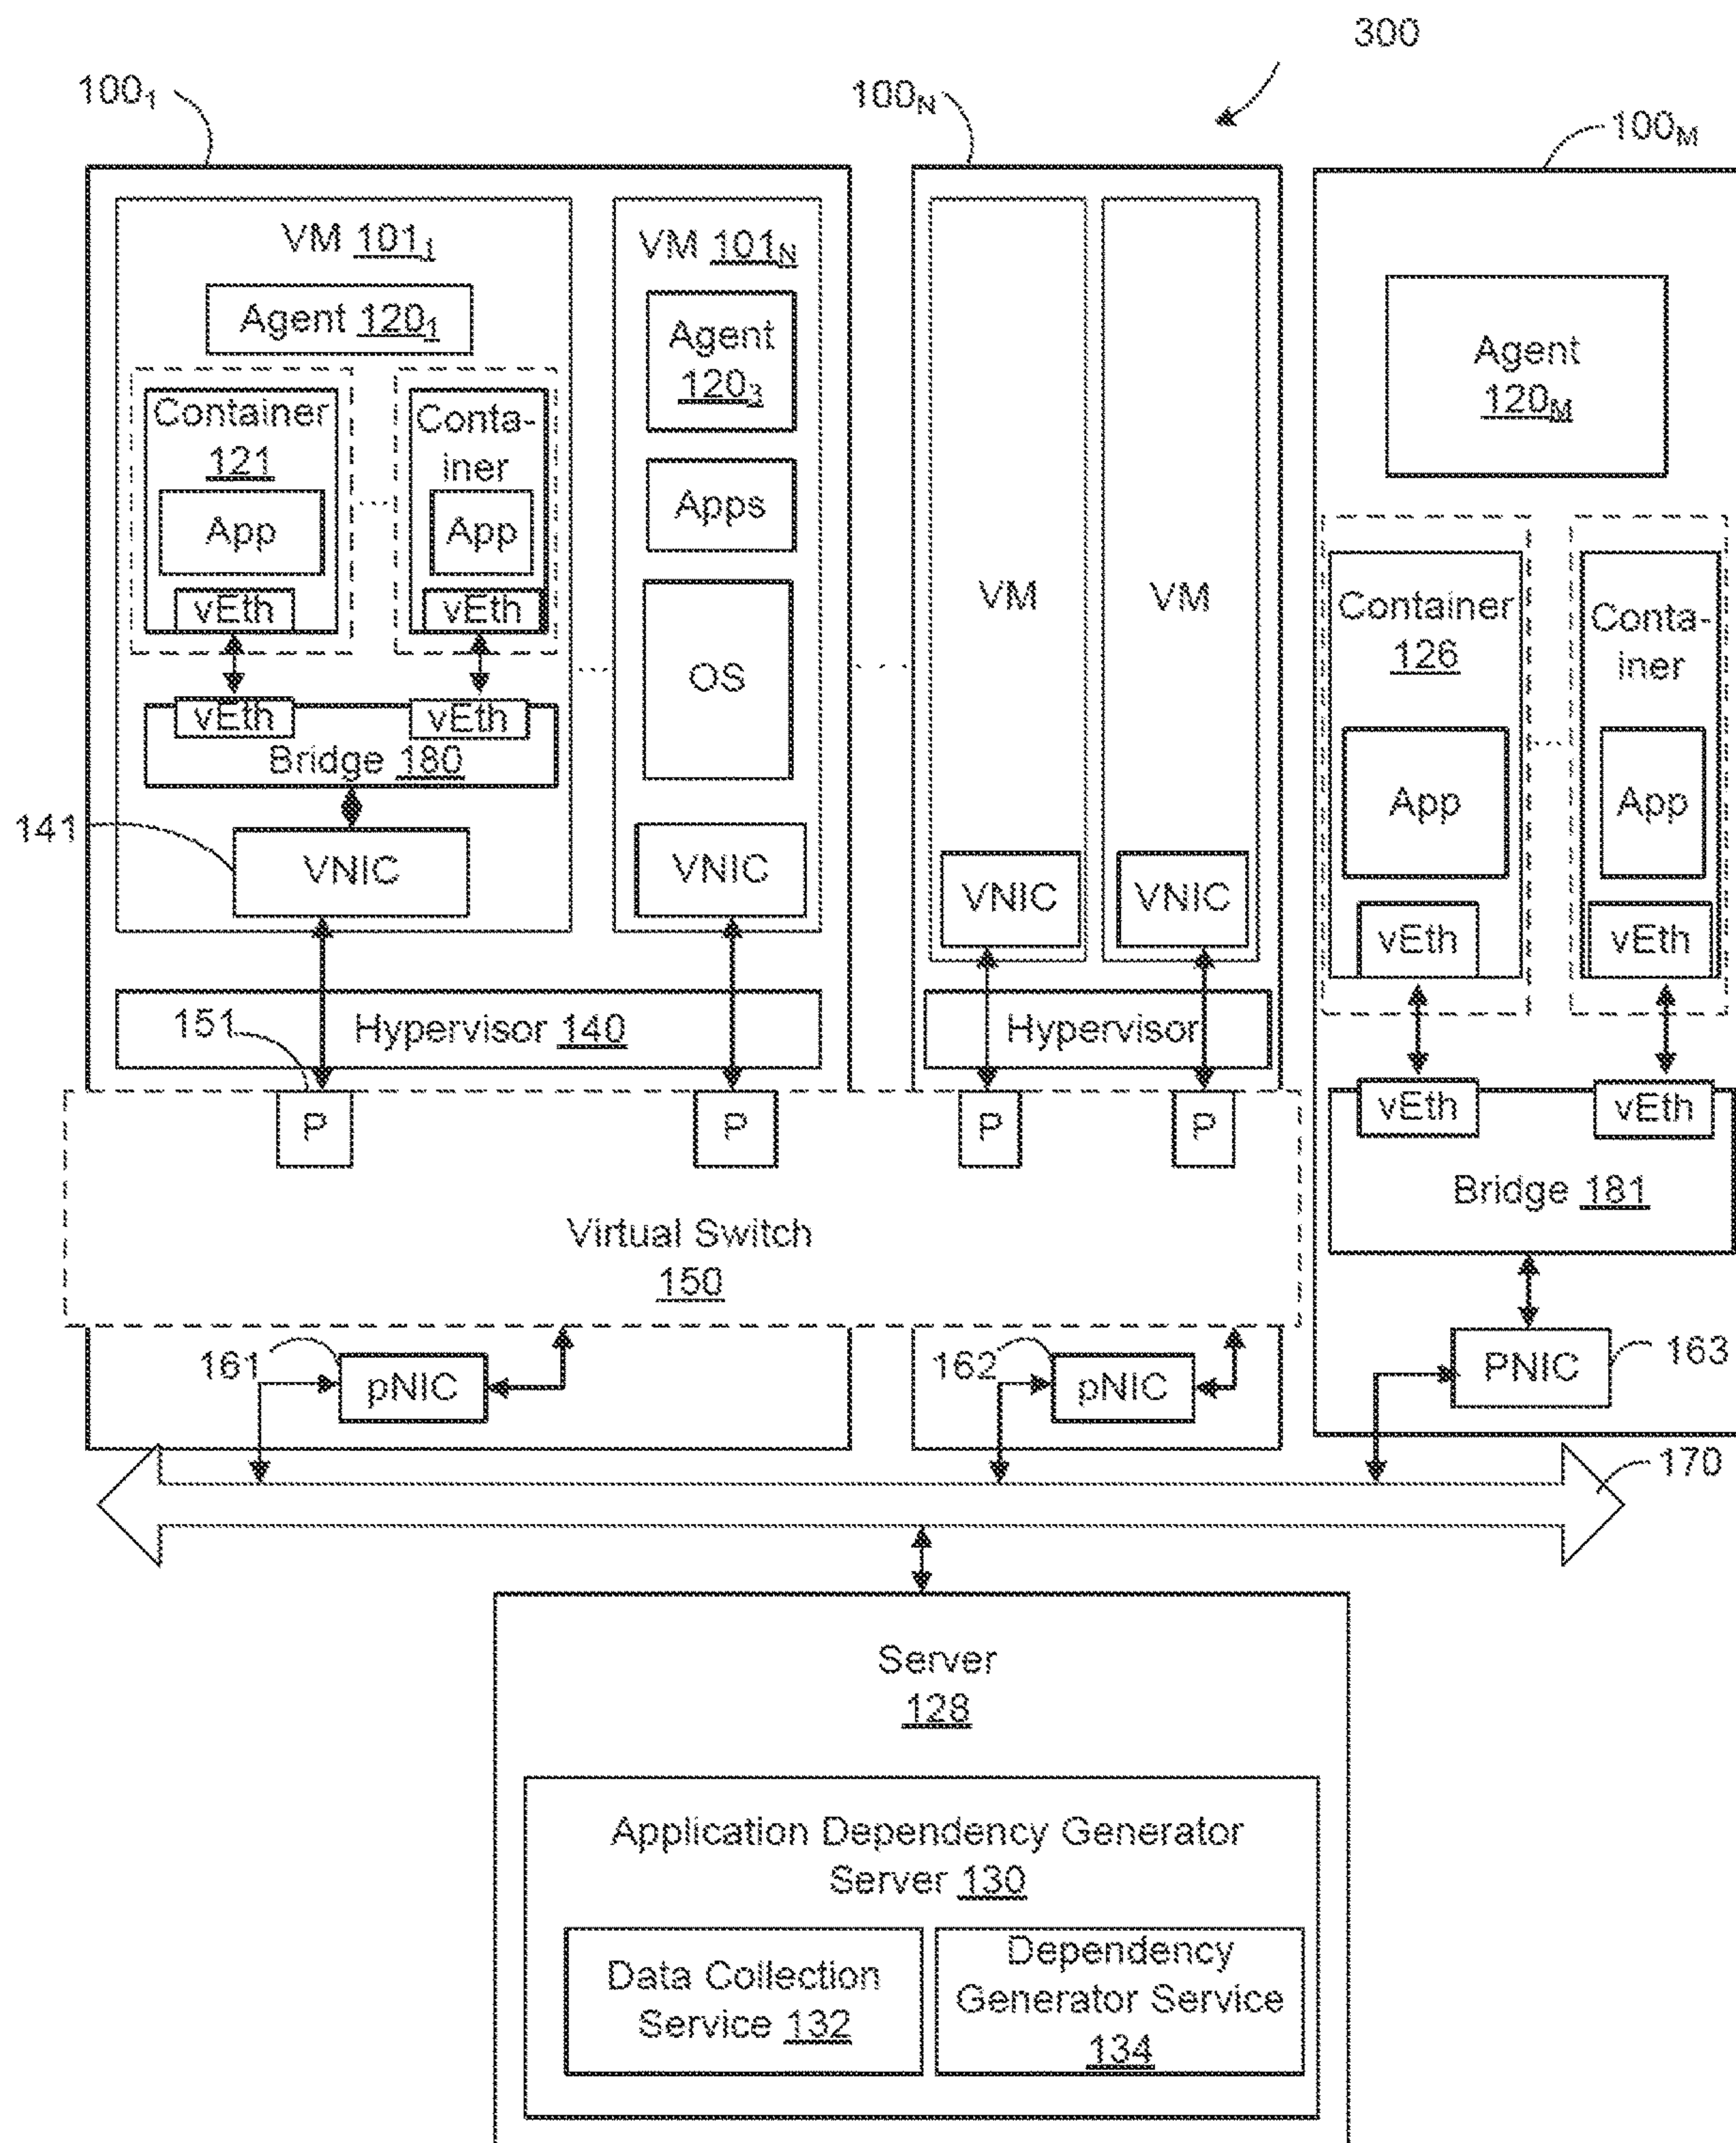 300
100₁
100N
100M
VM 101₁
Agent 120₁
Container
121
App
vEth
Conta-
iner
App
vEth
vEth
vEth
Bridge 180
141
VNIC
VM 101N
Agent
120₃
Apps
OS
VNIC
VM
VNIC
VM
VNIC
Agent
120M
Container
126
App
vEth
Conta-
iner
App
vEth
151
Hypervisor 140
Hypervisor
P
P
P
P
vEth
vEth
Bridge 181
Virtual Switch
150
161
pNIC
162
pNIC
PNIC
163
170
Server
128
Application Dependency Generator
Server 130
Data Collection
Service 132
Dependency
Generator Service
134